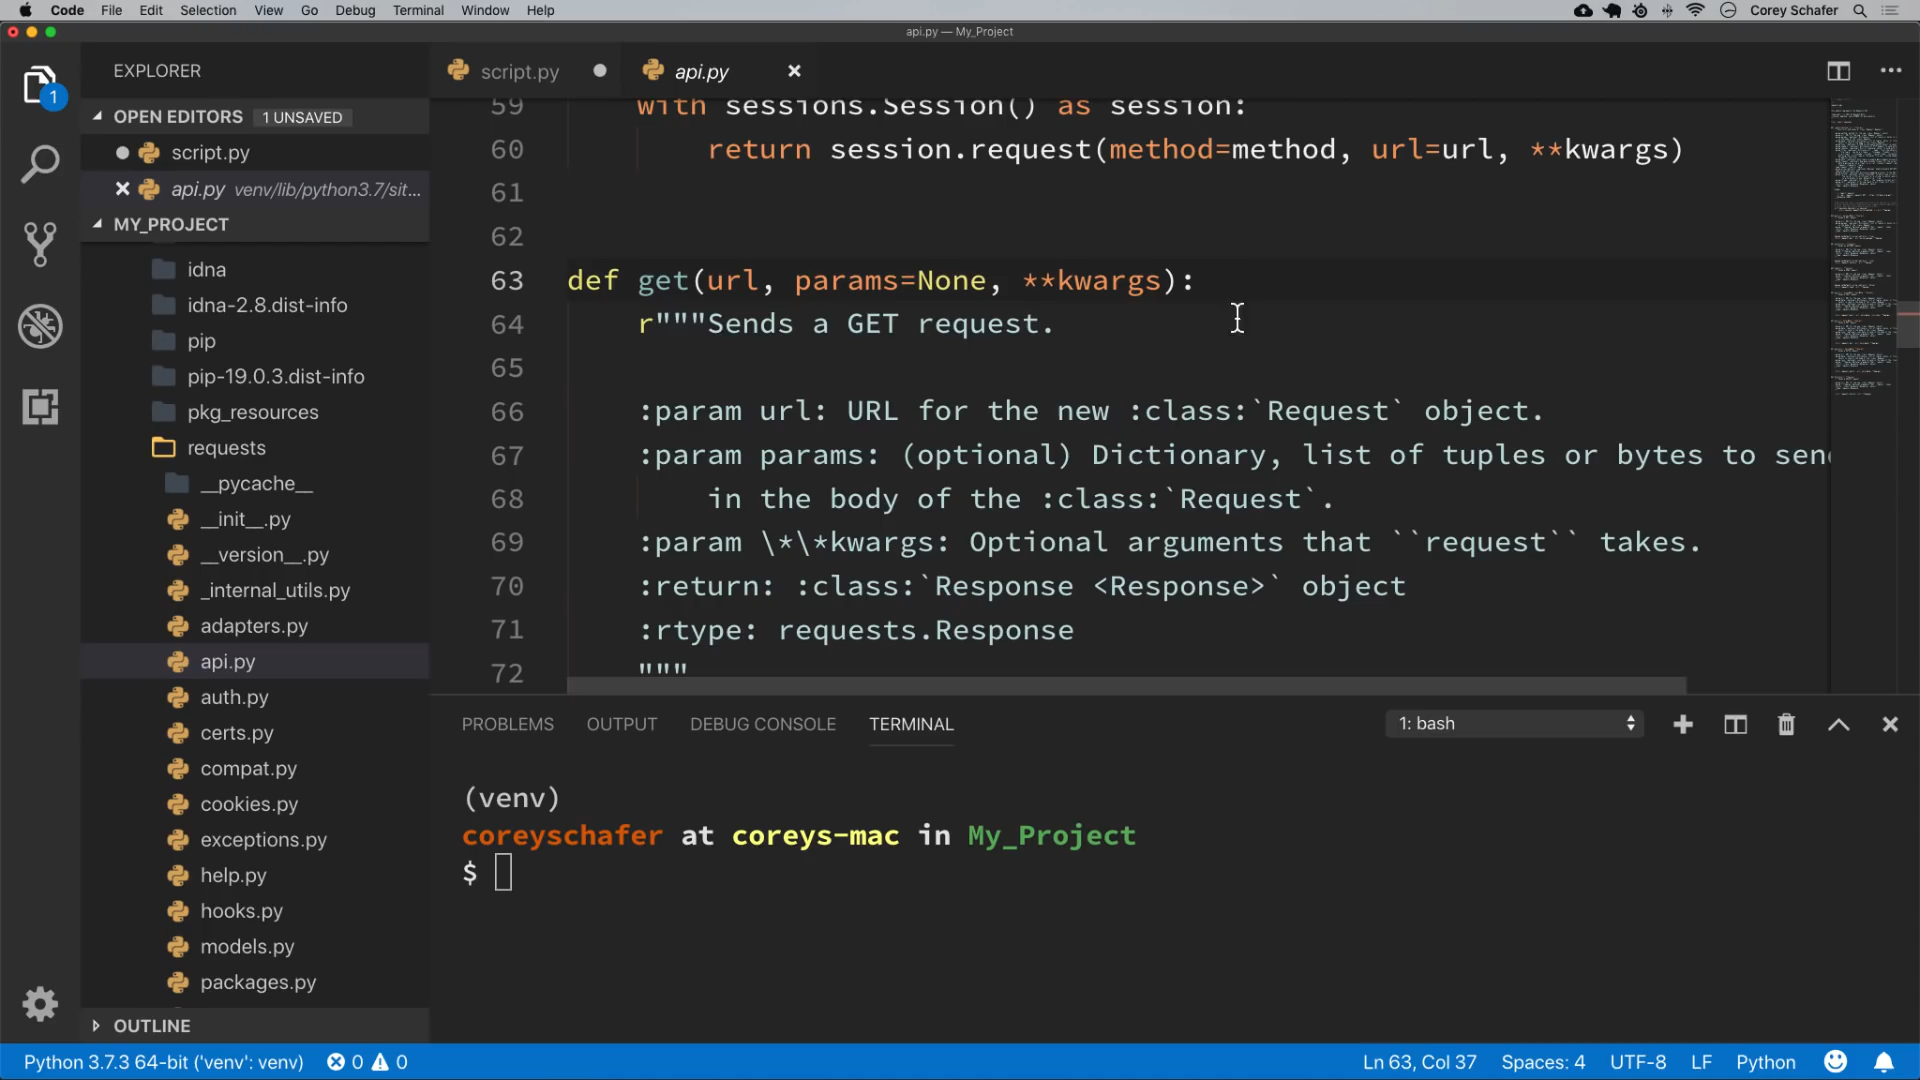 Code File Edit Selection View Go Debug Terminal Window Help Corey Schafer
api.py — My_Project
EXPLORER
1
OPEN EDITORS 1 UNSAVED
script.py
api.py venv/lib/python3.7/sit...
MY_PROJECT
idna
idna-2.8.dist-info
pip
pip-19.0.3.dist-info
pkg_resources
requests
__pycache__
__init__.py
__version__.py
_internal_utils.py
adapters.py
api.py
auth.py
certs.py
compat.py
cookies.py
exceptions.py
help.py
hooks.py
models.py
packages.py
OUTLINE
script.py api.py
59 with sessions.Session() as session:
60 return session.request(method=method, url=url, **kwargs)
61
62
63 def get(url, params=None, **kwargs):
64 r"""Sends a GET request.
65
66 :param url: URL for the new :class:`Request` object.
67 :param params: (optional) Dictionary, list of tuples or bytes to send
68 in the body of the :class:`Request`.
69 :param \*\*kwargs: Optional arguments that ``request`` takes.
70 :return: :class:`Response <Response>` object
71 :rtype: requests.Response
72 """
PROBLEMS OUTPUT DEBUG CONSOLE TERMINAL 1: bash
(venv)
coreyschafer at coreys-mac in My_Project
$
Python 3.7.3 64-bit ('venv': venv) 0 0 Ln 63, Col 37 Spaces: 4 UTF-8 LF Python